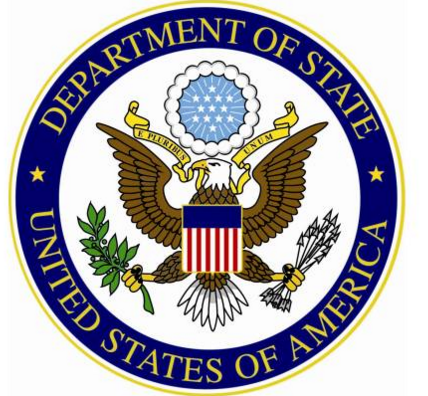 DEPARTMENT OF STATE
E PLURIBUS UNUM
UNITED STATES OF AMERICA